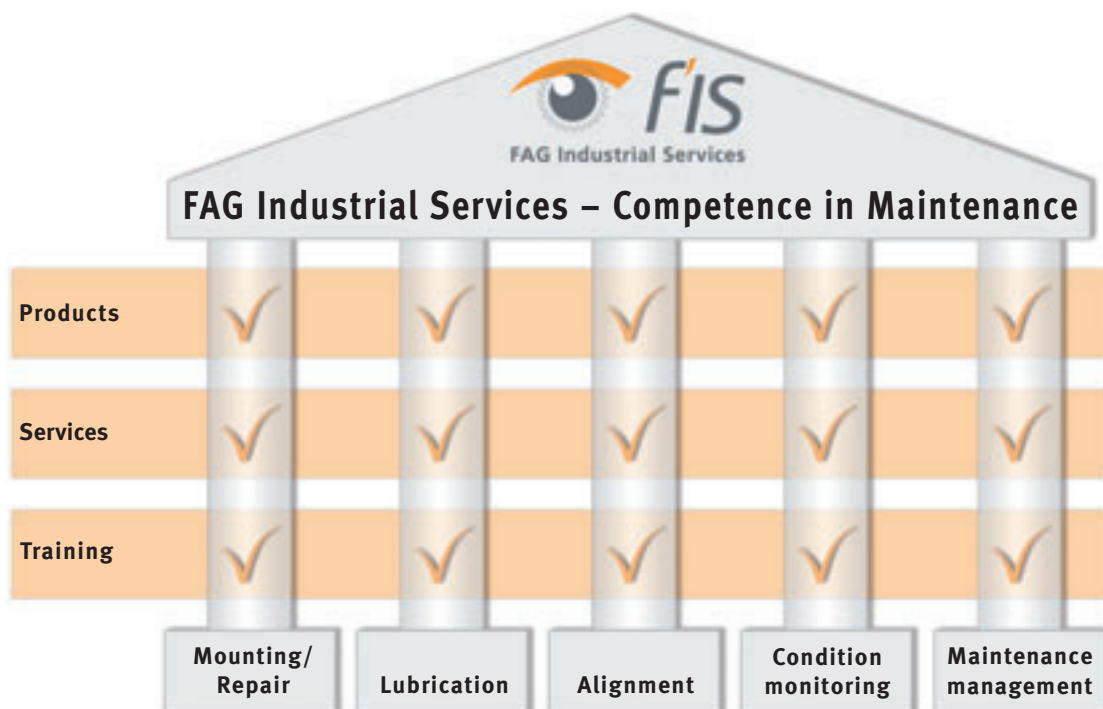 F'IS
FAG Industrial Services
FAG Industrial Services – Competence in Maintenance
Products
Services
Training
Mounting/
Repair
Lubrication
Alignment
Condition
monitoring
Maintenance
management